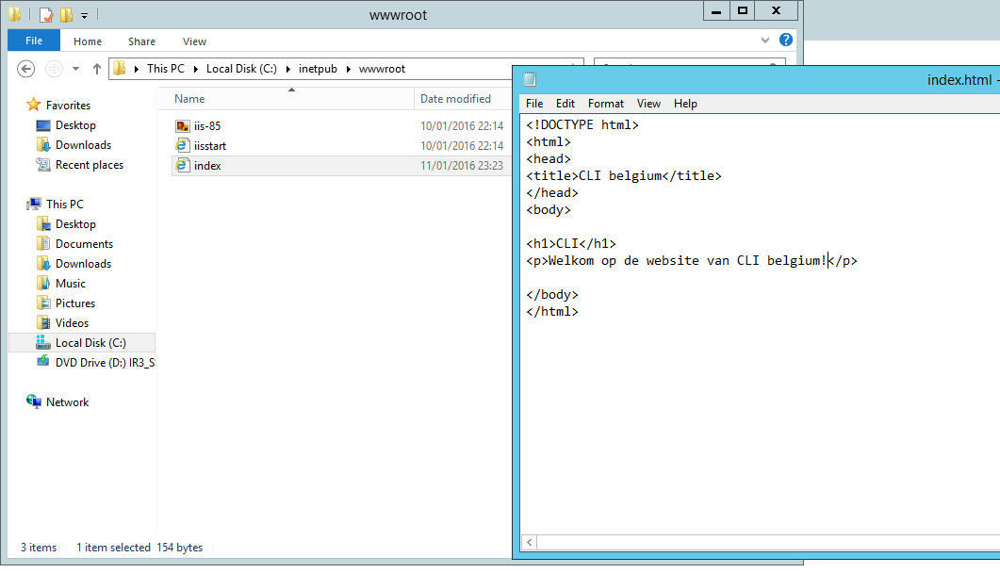 wwwroot
File Home Share View
This PC Local Disk (C:) inetpub wwwroot
Favorites
Desktop
Downloads
Recent places
This PC
Desktop
Documents
Downloads
Music
Pictures
Videos
Local Disk (C:)
DVD Drive (D:) IR3_S
Network
Name Date modified
iis-85 10/01/2016 22:14
iisstart 10/01/2016 22:14
index 11/01/2016 23:23
3 items 1 item selected 154 bytes
index.html -
File Edit Format View Help
<!DOCTYPE html>
<html>
<head>
<title>CLI belgium</title>
</head>
<body>
<h1>CLI</h1>
<p>Welkom op de website van CLI belgium!</p>
</body>
</html>